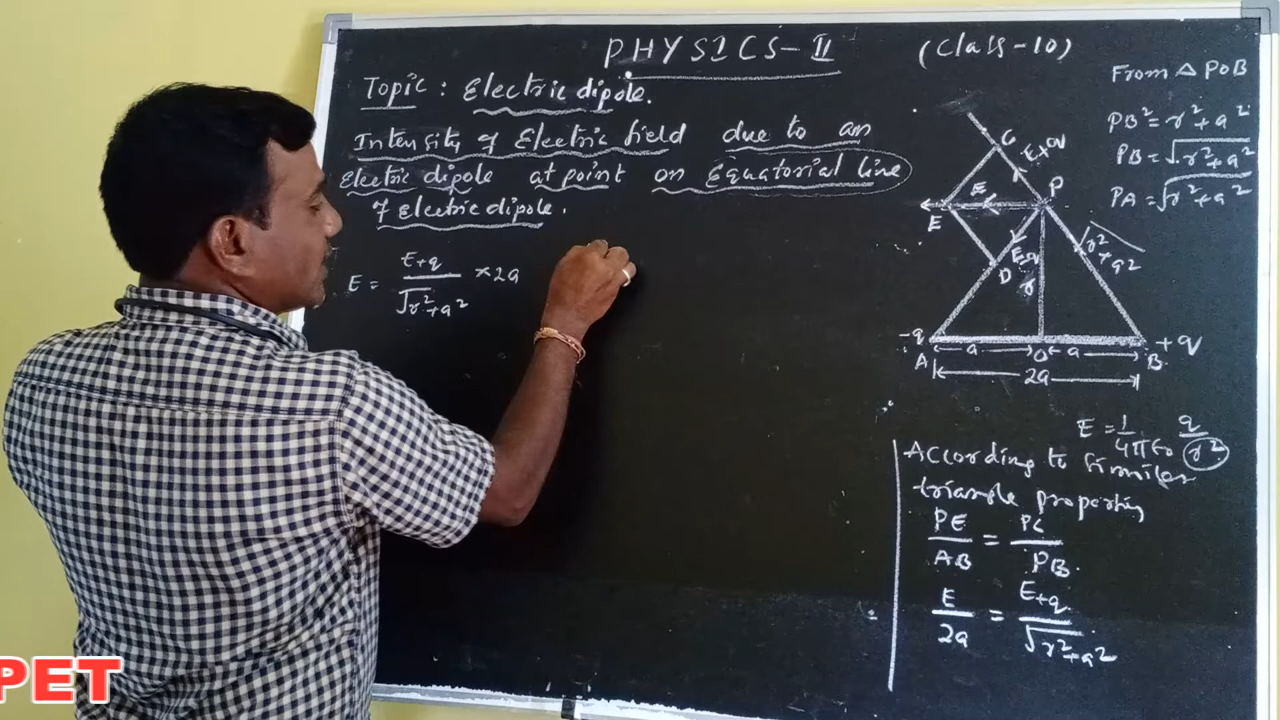 PHYSICS-II (Class-10)
Topic: Electric dipole.
Intensity of Electric field due to an
Electric dipole at point on Equatorial line
of Electric dipole.
E = E+q / √r²+a² × 2a
From △ POB
PB² = r²+a²
PB = √r²+a²
PA = √r²+a²
C
E+q
P
E
E
E-q
D
r
√r²+a²
-q
A
a
O
a
B
+q
2a
E = 1/4πε₀ q/r²
According to Similar
triangle property
PE/AB = PC/PB
E/2a = E+q/√r²+a²
PET